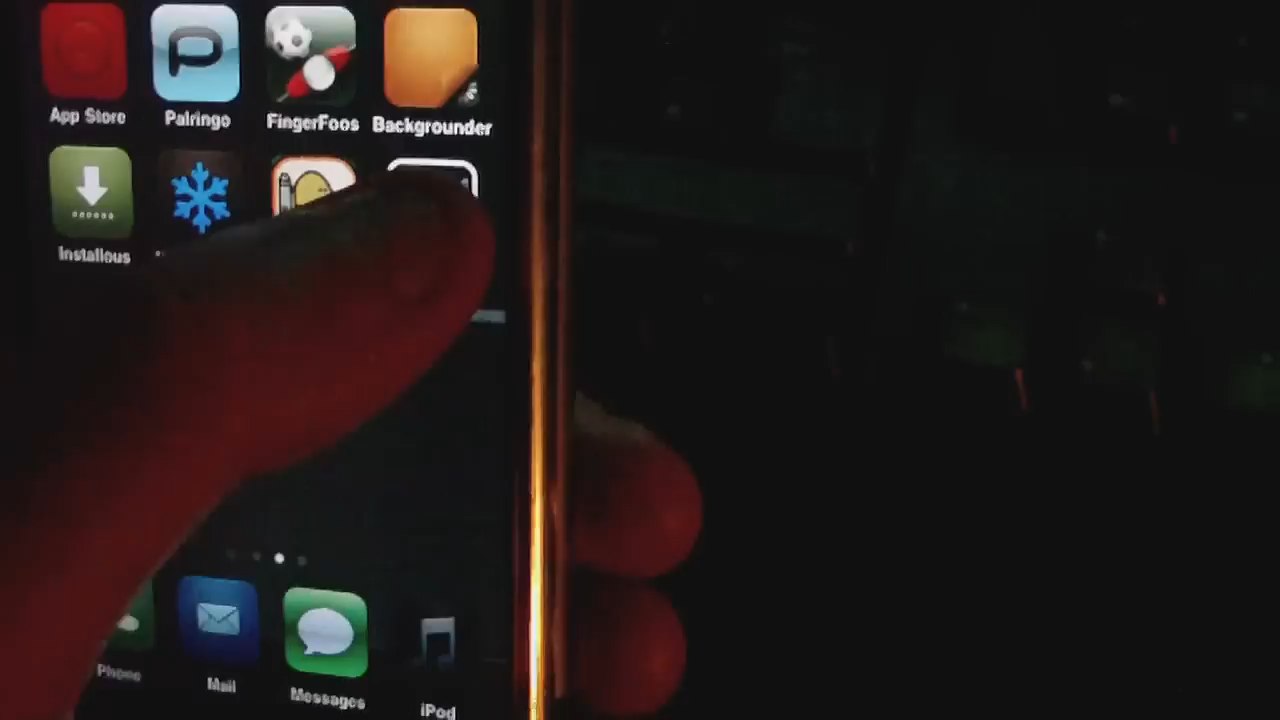 App Store Palringo FingerFoos Backgrounder
Installous
Phone Mail Messages iPod